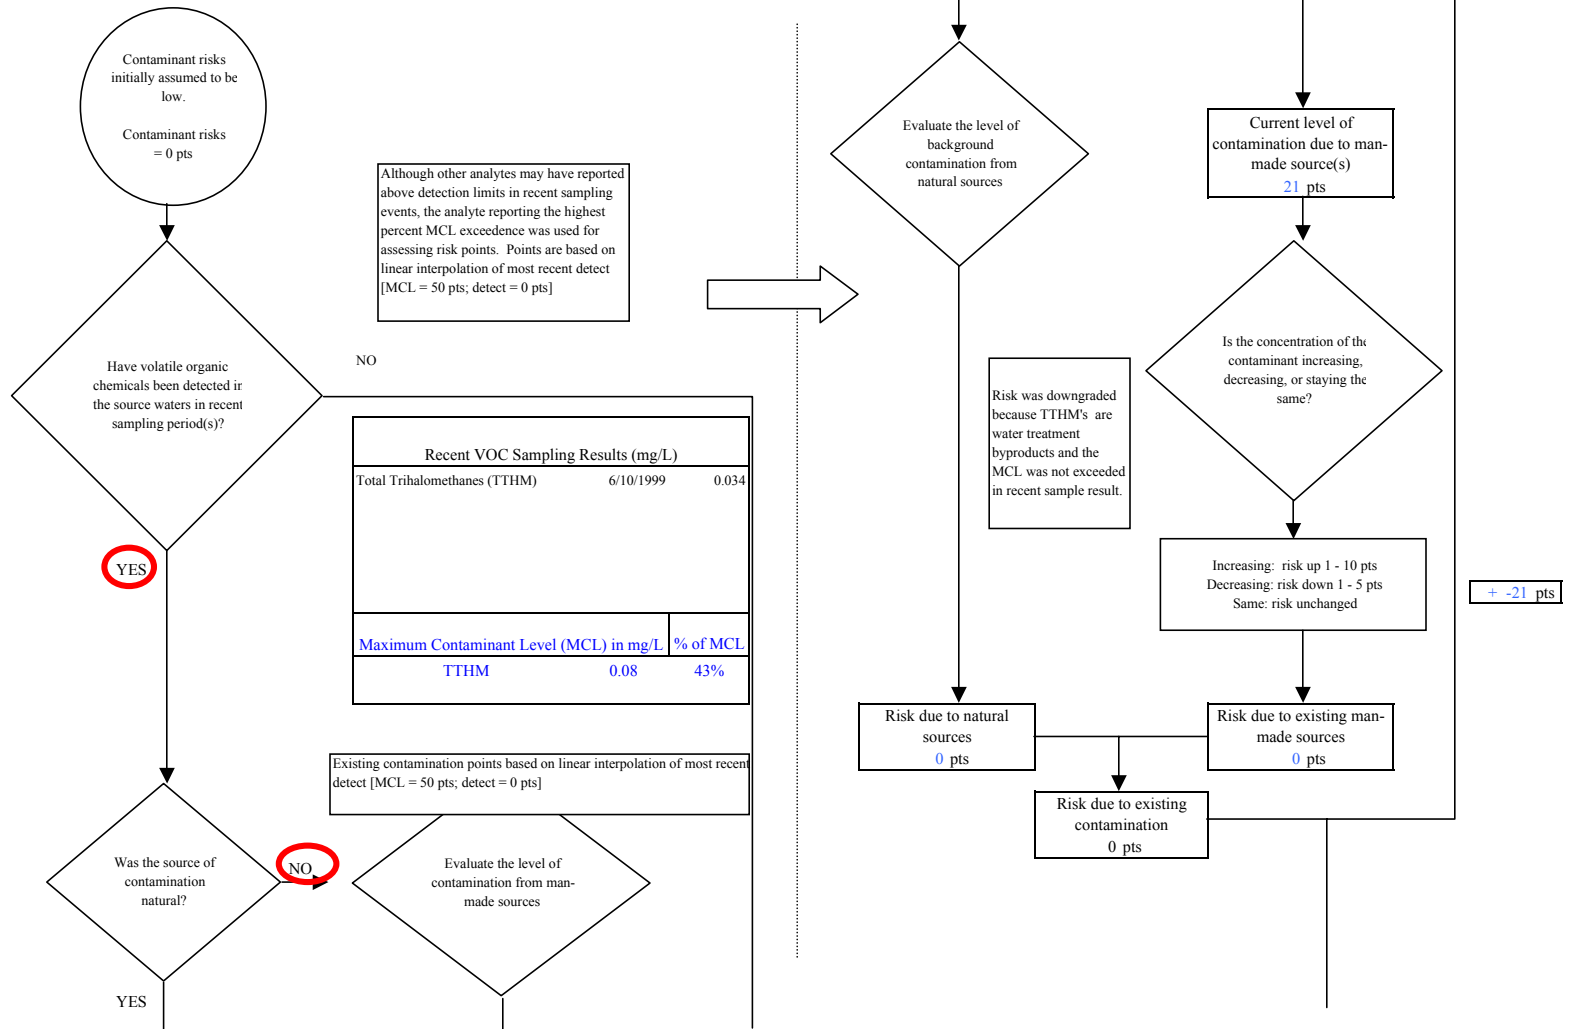 Contaminant risks
initially assumed to be
low.
Contaminant risks
= 0 pts
Although other analytes may have reported
above detection limits in recent sampling
events, the analyte reporting the highest
percent MCL exceedence was used for
assessing risk points.  Points are based on
linear interpolation of most recent detect
[MCL = 50 pts; detect = 0 pts]
Have volatile organic
chemicals been detected in
the source waters in recent
sampling period(s)?
NO
Recent VOC Sampling Results (mg/L)
Total Trihalomethanes (TTHM) 6/10/1999 0.034
YES
Maximum Contaminant Level (MCL) in mg/L % of MCL
TTHM 0.08 43%
Existing contamination points based on linear interpolation of most recent
detect [MCL = 50 pts; detect = 0 pts]
Was the source of
contamination
natural?
NO
Evaluate the level of
contamination from man-
made sources
YES
Evaluate the level of
background
contamination from
natural sources
Current level of
contamination due to man-
made source(s)
21 pts
Is the concentration of the
contaminant increasing,
decreasing, or staying the
same?
Risk was downgraded
because TTHM's  are
water treatment
byproducts and the
MCL was not exceeded
in recent sample result.
Increasing:  risk up 1 - 10 pts
Decreasing: risk down 1 - 5 pts
Same: risk unchanged
+ -21 pts
Risk due to natural
sources
0 pts
Risk due to existing man-
made sources
0 pts
Risk due to existing
contamination
0 pts